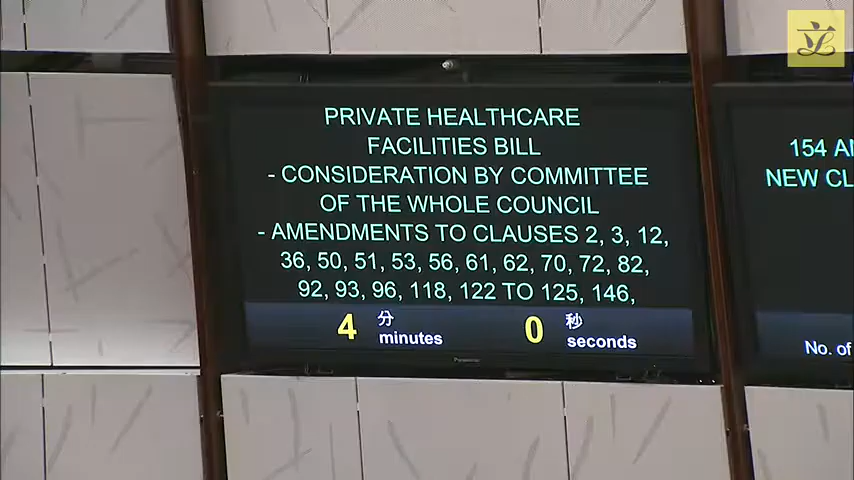 PRIVATE HEALTHCARE
FACILITIES BILL
- CONSIDERATION BY COMMITTEE
OF THE WHOLE COUNCIL
- AMENDMENTS TO CLAUSES 2, 3, 12,
36, 50, 51, 53, 56, 61, 62, 70, 72, 82,
92, 93, 96, 118, 122 TO 125, 146,
4 分 minutes 0 秒 seconds
Panasonic
154 AN
NEW CL
No. of